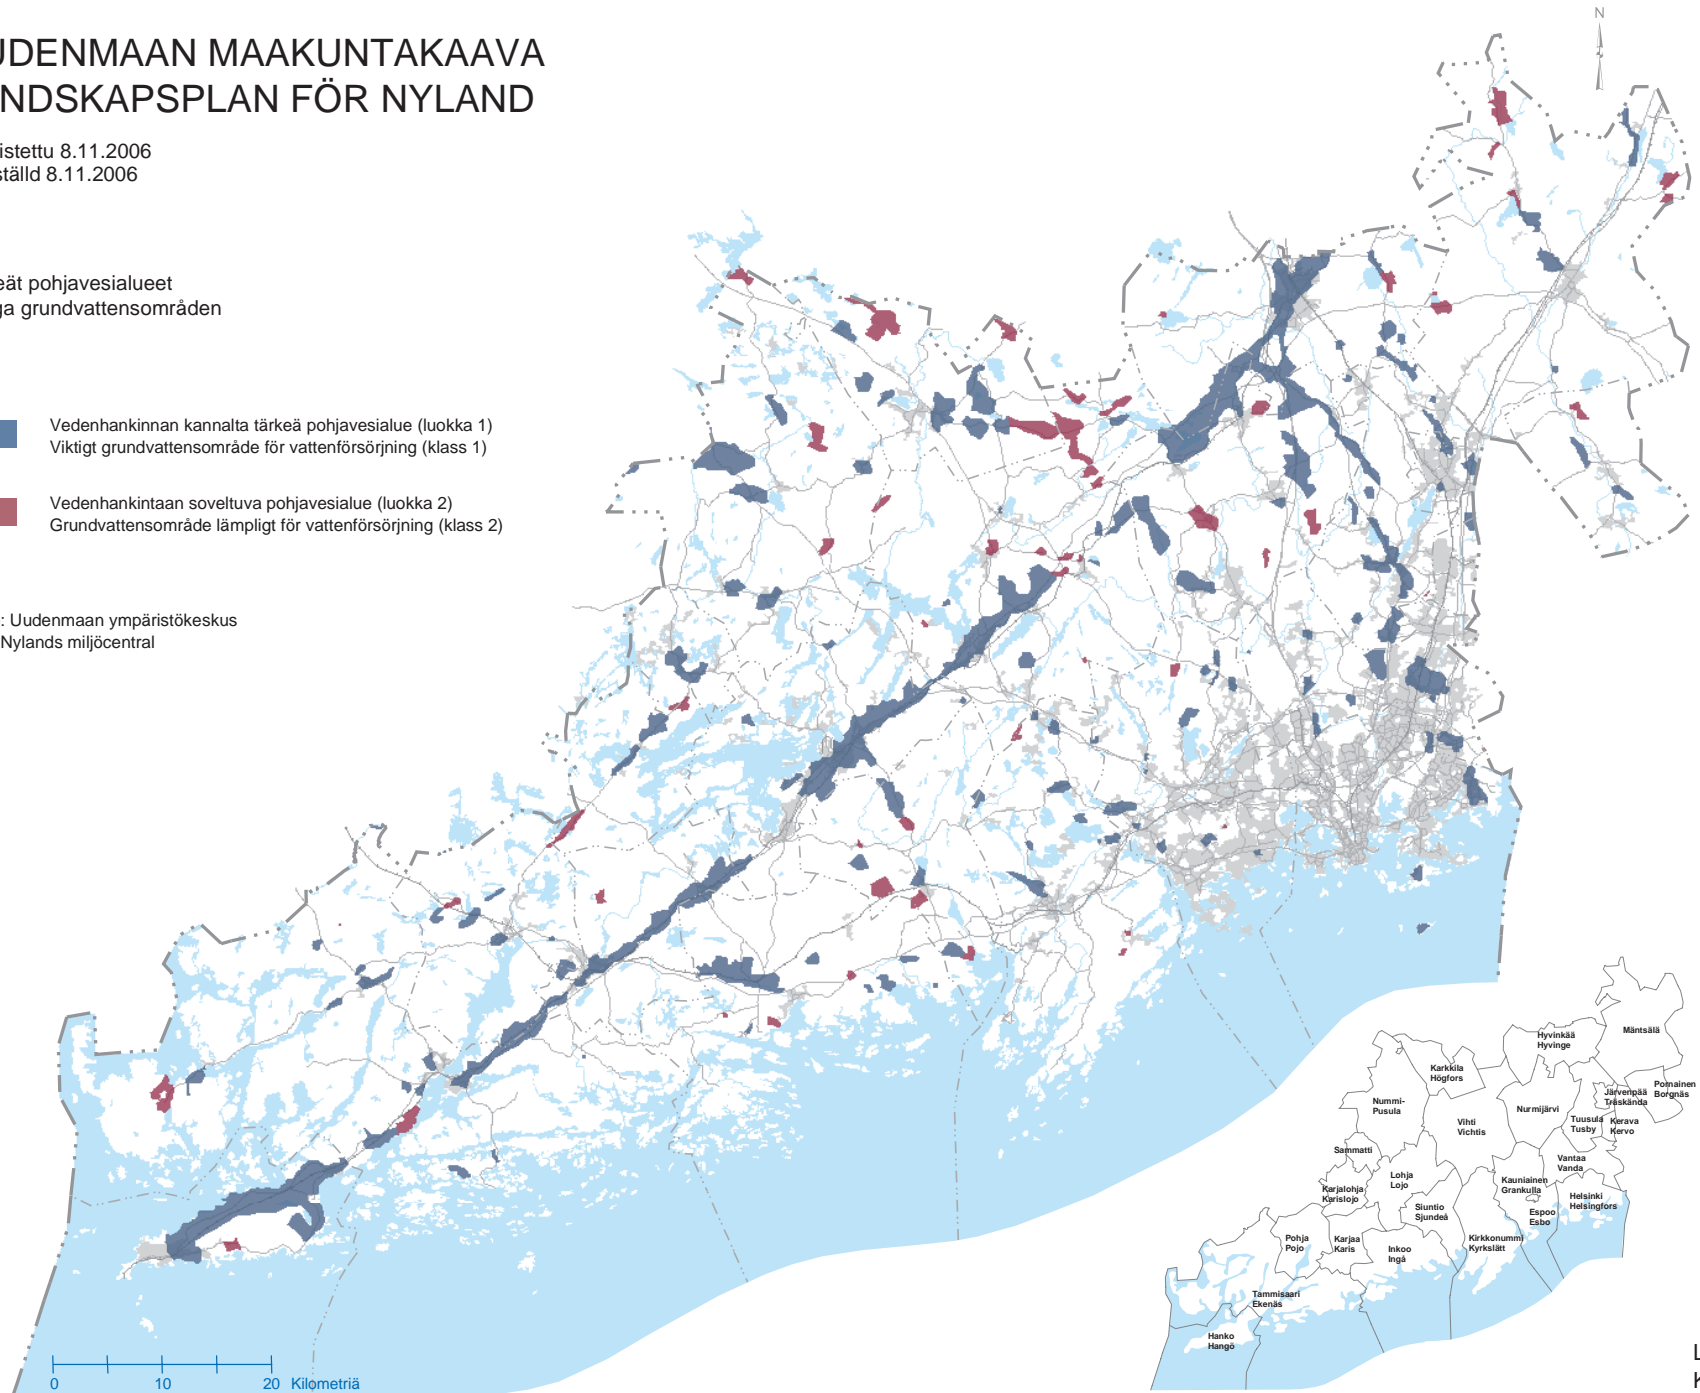 UDENMAAN MAAKUNTAKAAVA
NDSKAPSPLAN FÖR NYLAND
istettu 8.11.2006
ställd 8.11.2006
eät pohjavesialueet
ga grundvattensområden
Vedenhankinnan kannalta tärkeä pohjavesialue (luokka 1)
Viktigt grundvattensområde för vattenförsörjning (klass 1)
Vedenhankintaan soveltuva pohjavesialue (luokka 2)
Grundvattensområde lämpligt för vattenförsörjning (klass 2)
: Uudenmaan ympäristökeskus
Nylands miljöcentral
N
Mäntsälä
Hyvinkää
Hyvinge
Karkkila
Högfors
Pornainen
Borgnäs
Järvenpää
Träskända
Nummi-
Pusula
Nurmijärvi
Tuusula
Tusby
Kerava
Kervo
Vihti
Vichtis
Sammatti
Vantaa
Vanda
Lohja
Lojo
Kauniainen
Grankulla
Karjalohja
Karislojo
Helsinki
Helsingfors
Siuntio
Sjundeå
Espoo
Esbo
Pohja
Pojo
Karjaa
Karis
Kirkkonummi
Kyrkslätt
Inkoo
Ingå
Tammisaari
Ekenäs
Hanko
Hangö
0 10 20 Kilometriä